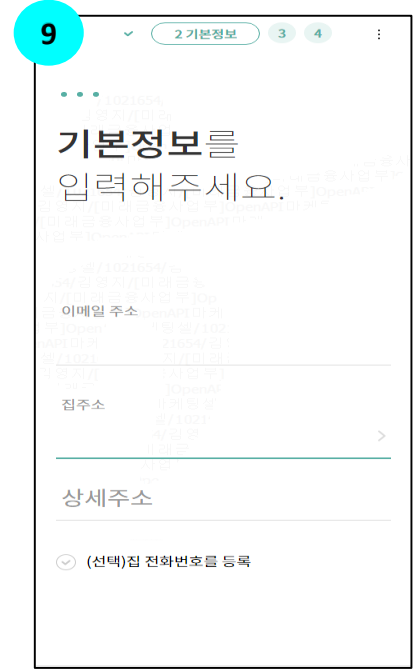 9
2 기본정보 3 4
기본정보를
입력해주세요.
이메일 주소
집주소
상세주소
(선택)집 전화번호를 등록